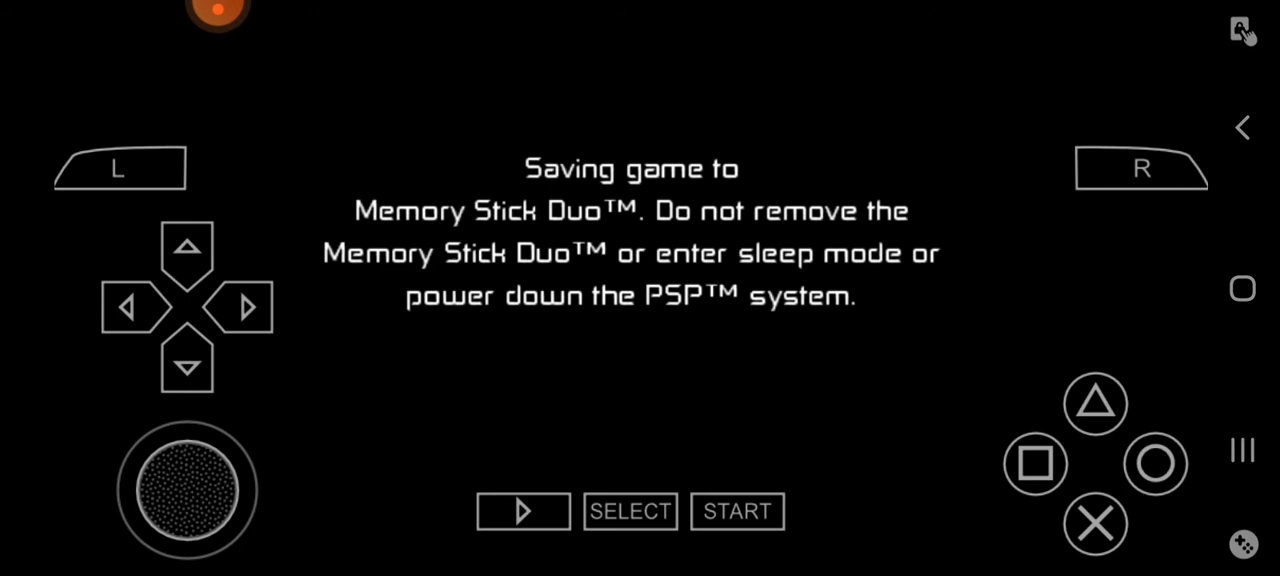 L
R
Saving game to
Memory Stick Duo™. Do not remove the
Memory Stick Duo™ or enter sleep mode or
power down the PSP™ system.
SELECT
START